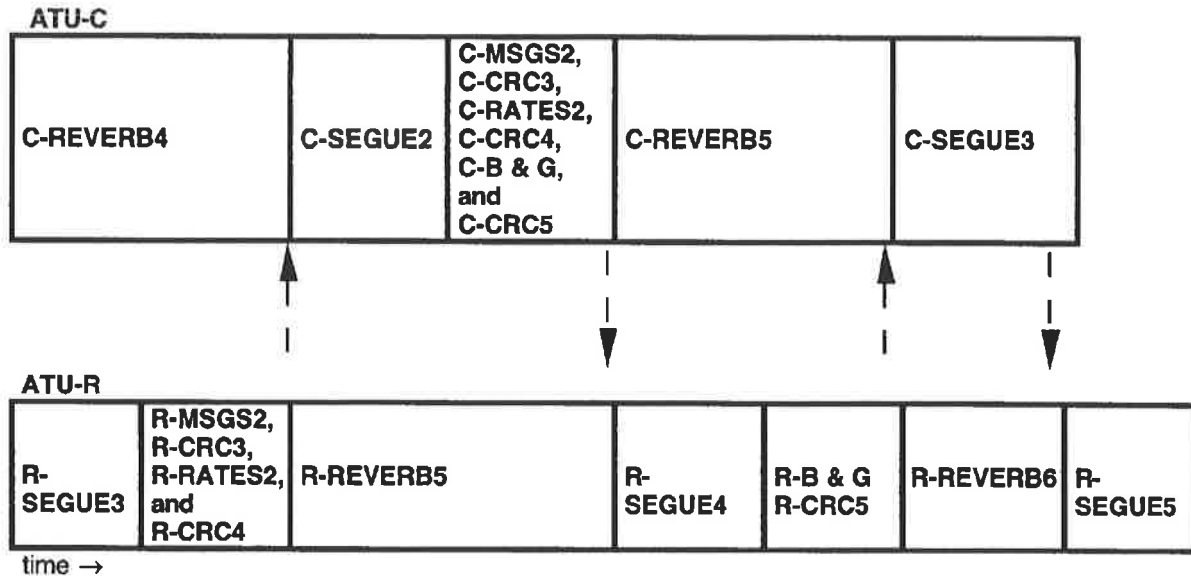 ATU-C
C-REVERB4
C-SEGUE2
C-MSGS2,
C-CRC3,
C-RATES2,
C-CRC4,
C-B & G,
and
C-CRC5
C-REVERB5
C-SEGUE3
ATU-R
R-
SEGUE3
R-MSGS2,
R-CRC3,
R-RATES2,
and
R-CRC4
R-REVERB5
R-
SEGUE4
R-B & G
R-CRC5
R-REVERB6
R-
SEGUE5
time →